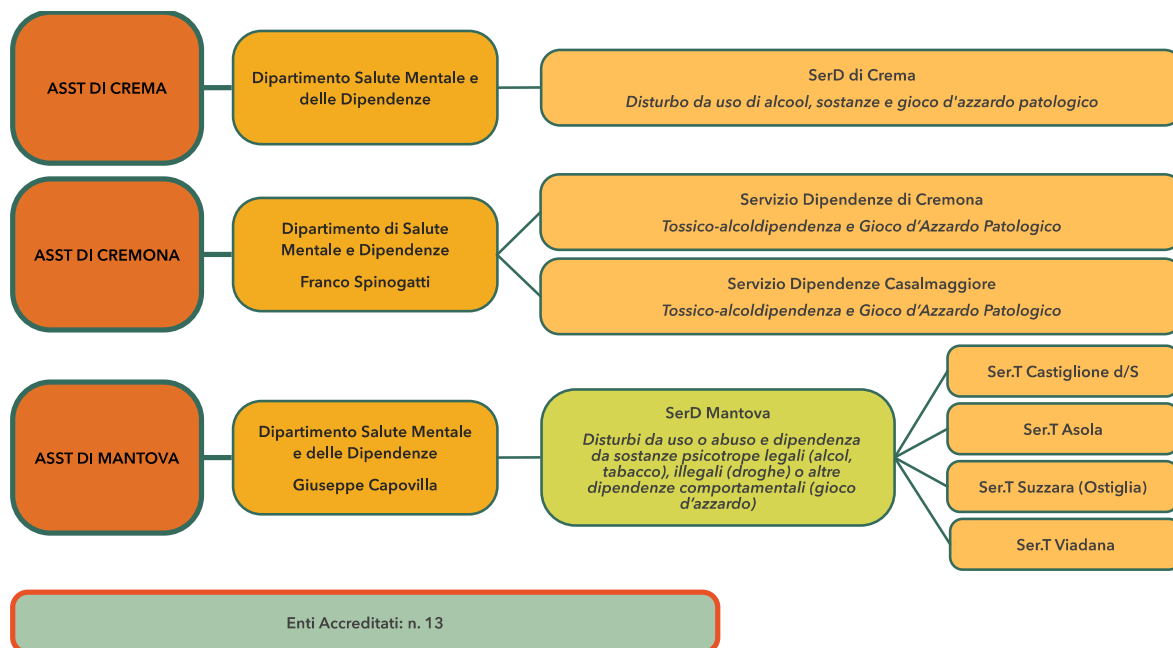 ASST DI CREMA
Dipartimento Salute Mentale e
delle Dipendenze
SerD di Crema
Disturbo da uso di alcool, sostanze e gioco d'azzardo patologico
ASST DI CREMONA
Dipartimento di Salute
Mentale e Dipendenze
Franco Spinogatti
Servizio Dipendenze di Cremona
Tossico-alcoldipendenza e Gioco d’Azzardo Patologico
Servizio Dipendenze Casalmaggiore
Tossico-alcoldipendenza e Gioco d’Azzardo Patologico
ASST DI MANTOVA
Dipartimento Salute Mentale
e delle Dipendenze
Giuseppe Capovilla
SerD Mantova
Disturbi da uso o abuso e dipendenza
da sostanze psicotrope legali (alcol,
tabacco), illegali (droghe) o altre
dipendenze comportamentali (gioco
d’azzardo)
Ser.T Castiglione d/S
Ser.T Asola
Ser.T Suzzara (Ostiglia)
Ser.T Viadana
Enti Accreditati: n. 13